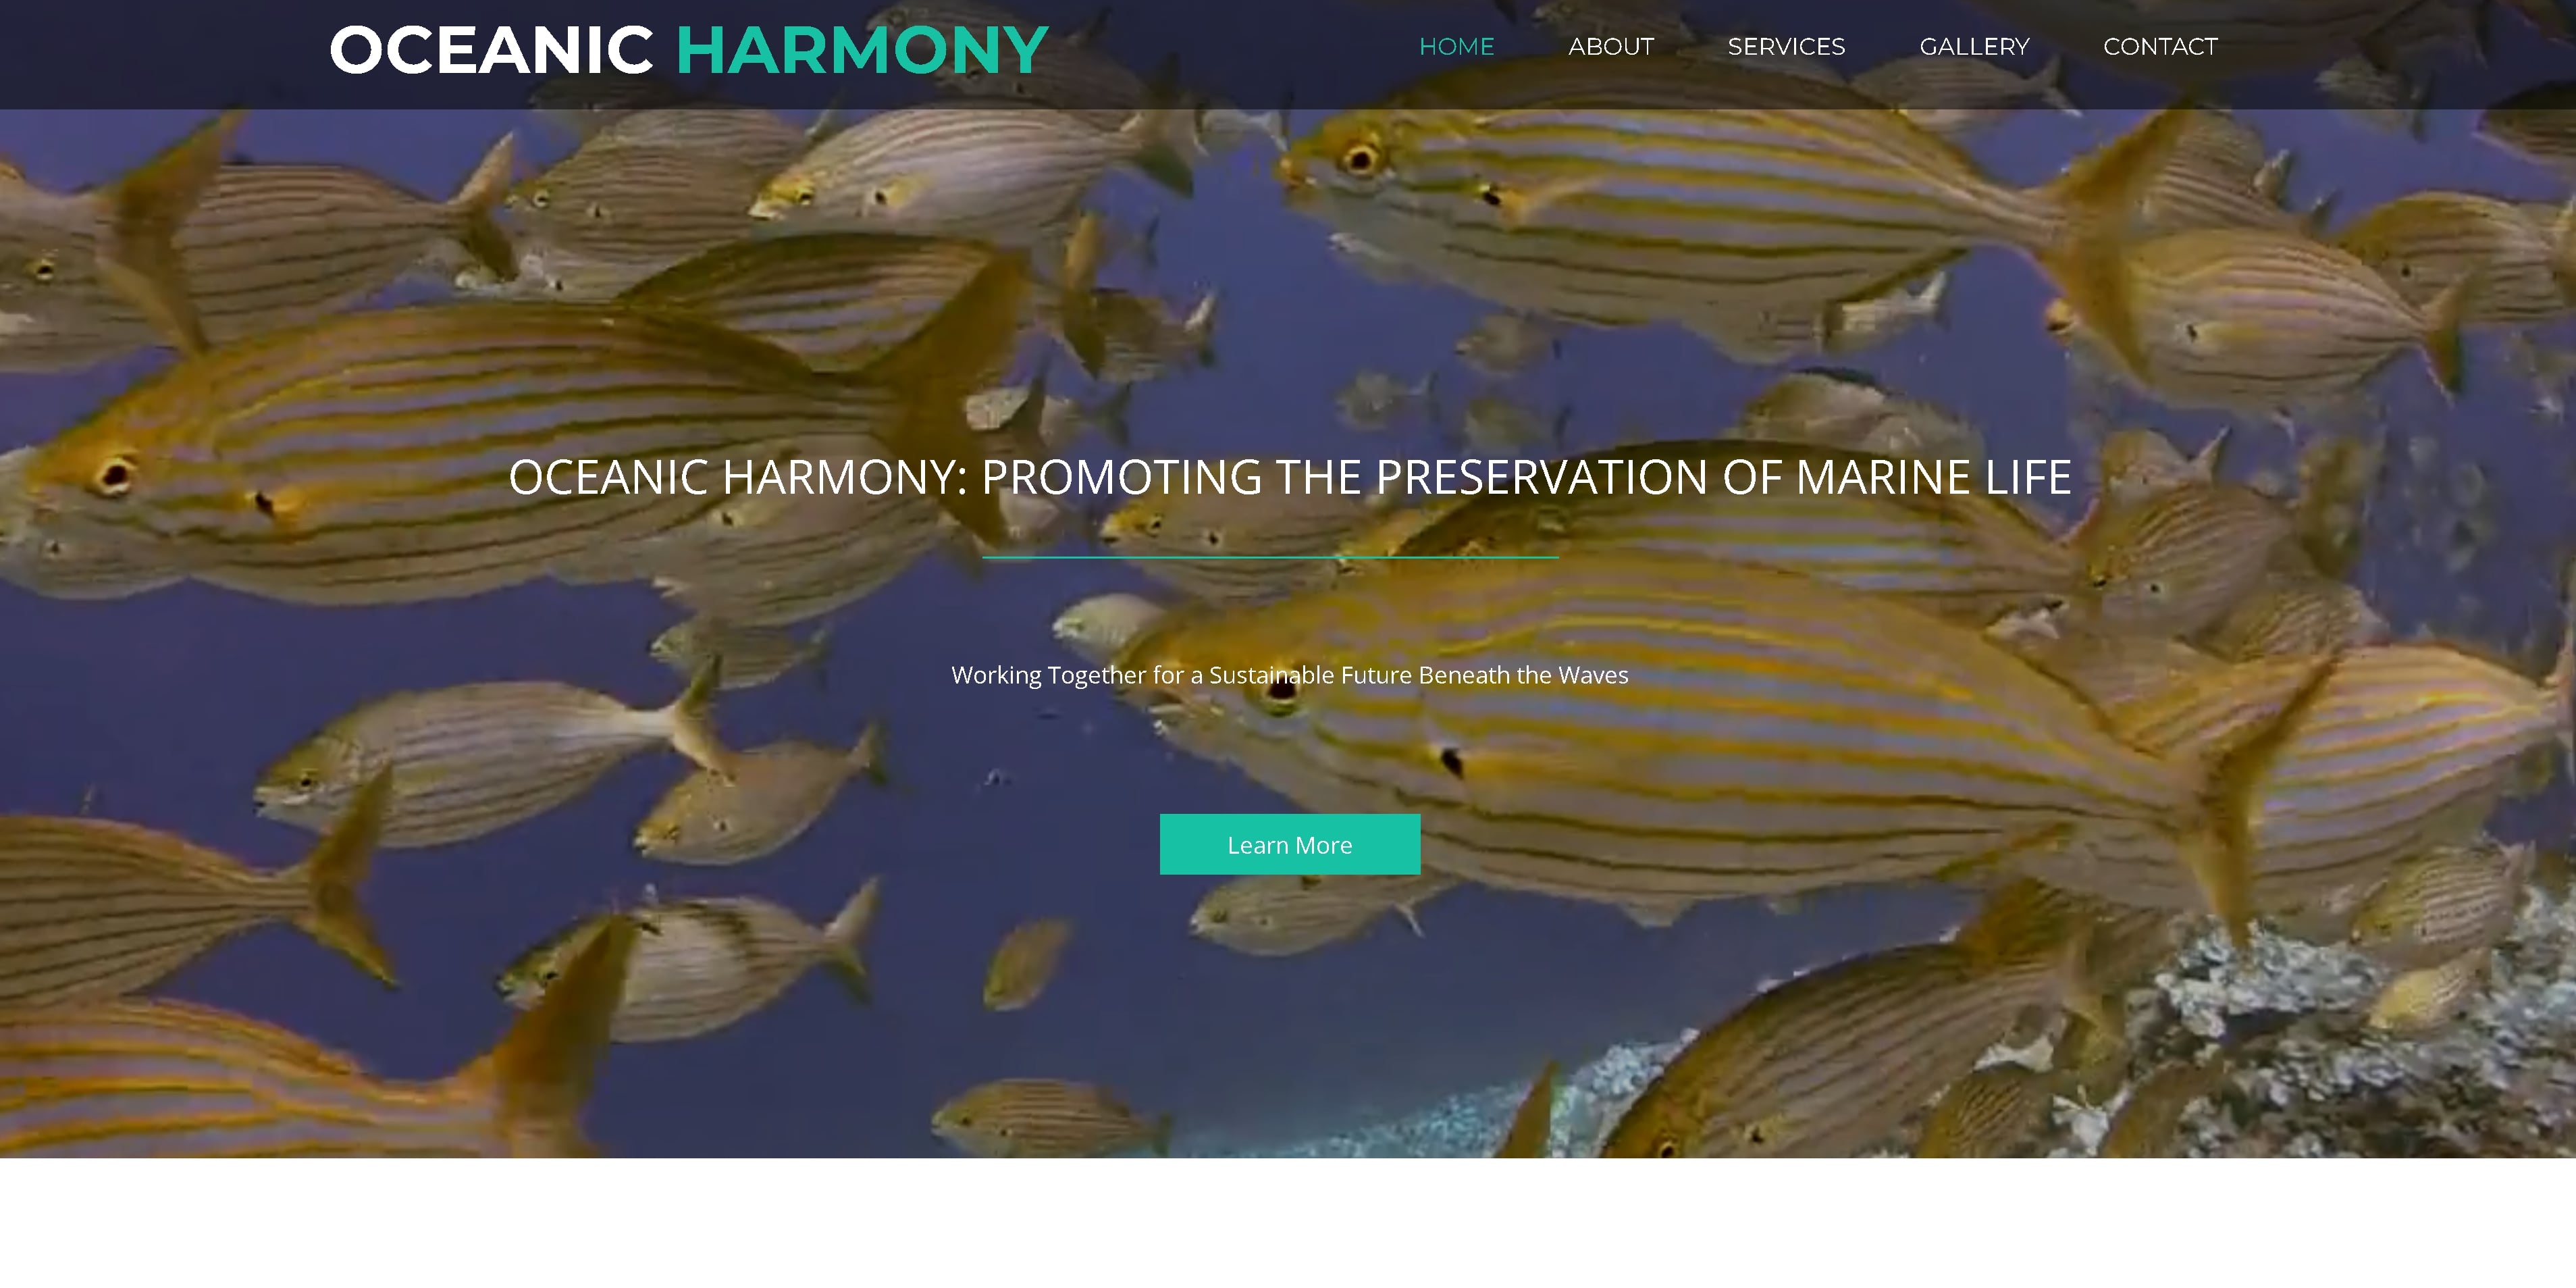 OCEANIC HARMONY
HOME ABOUT SERVICES GALLERY CONTACT
OCEANIC HARMONY: PROMOTING THE PRESERVATION OF MARINE LIFE
Working Together for a Sustainable Future Beneath the Waves
Learn More